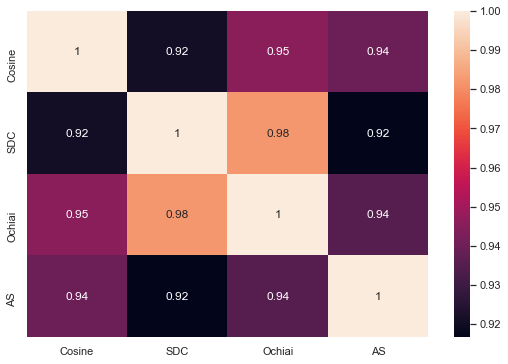 Cosine 1 0.92 0.95 0.94
SDC 0.92 1 0.98 0.92
Ochiai 0.95 0.98 1 0.94
AS 0.94 0.92 0.94 1
Cosine SDC Ochiai AS
1.00
0.99
0.98
0.97
0.96
0.95
0.94
0.93
0.92